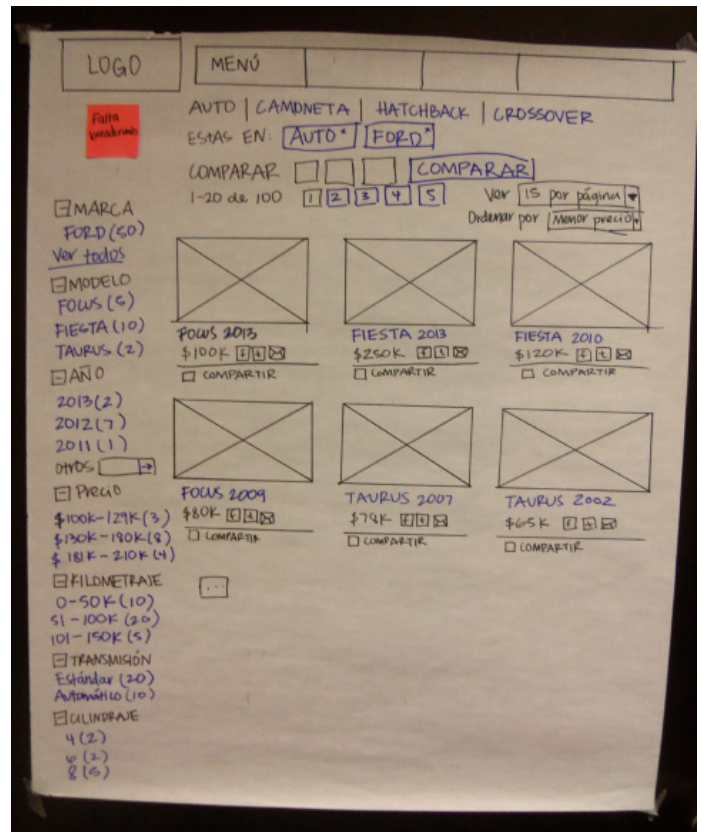 LOGO
MENÚ
Falta
breadcrumb
AUTO | CAMIONETA | HATCHBACK | CROSSOVER
ESTAS EN: AUTO* FORD*
COMPARAR COMPARAR
1-20 de 100 1 2 3 4 5
Ver 15 por página
Ordenar por Menor precio
MARCA
FORD (50)
Ver todos
MODELO
FOCUS (5)
FIESTA (10)
TAURUS (2)
AÑO
2013 (2)
2012 (7)
2011 (1)
otros
Precio
$100K-129K (3)
$130K-180K (8)
$181K-210K (4)
KILOMETRAJE
0-50K (10)
51-100K (20)
101-150K (5)
TRANSMISIÓN
Estándar (20)
Automático (10)
CILINDRAJE
4 (2)
6 (2)
8 (5)
FOCUS 2013
$100K f t
COMPARTIR
FIESTA 2013
$250K f t
COMPARTIR
FIESTA 2010
$120K f t
COMPARTIR
FOCUS 2009
$80K f t
COMPARTIR
TAURUS 2007
$78K f t
COMPARTIR
TAURUS 2002
$65K f t
COMPARTIR
...